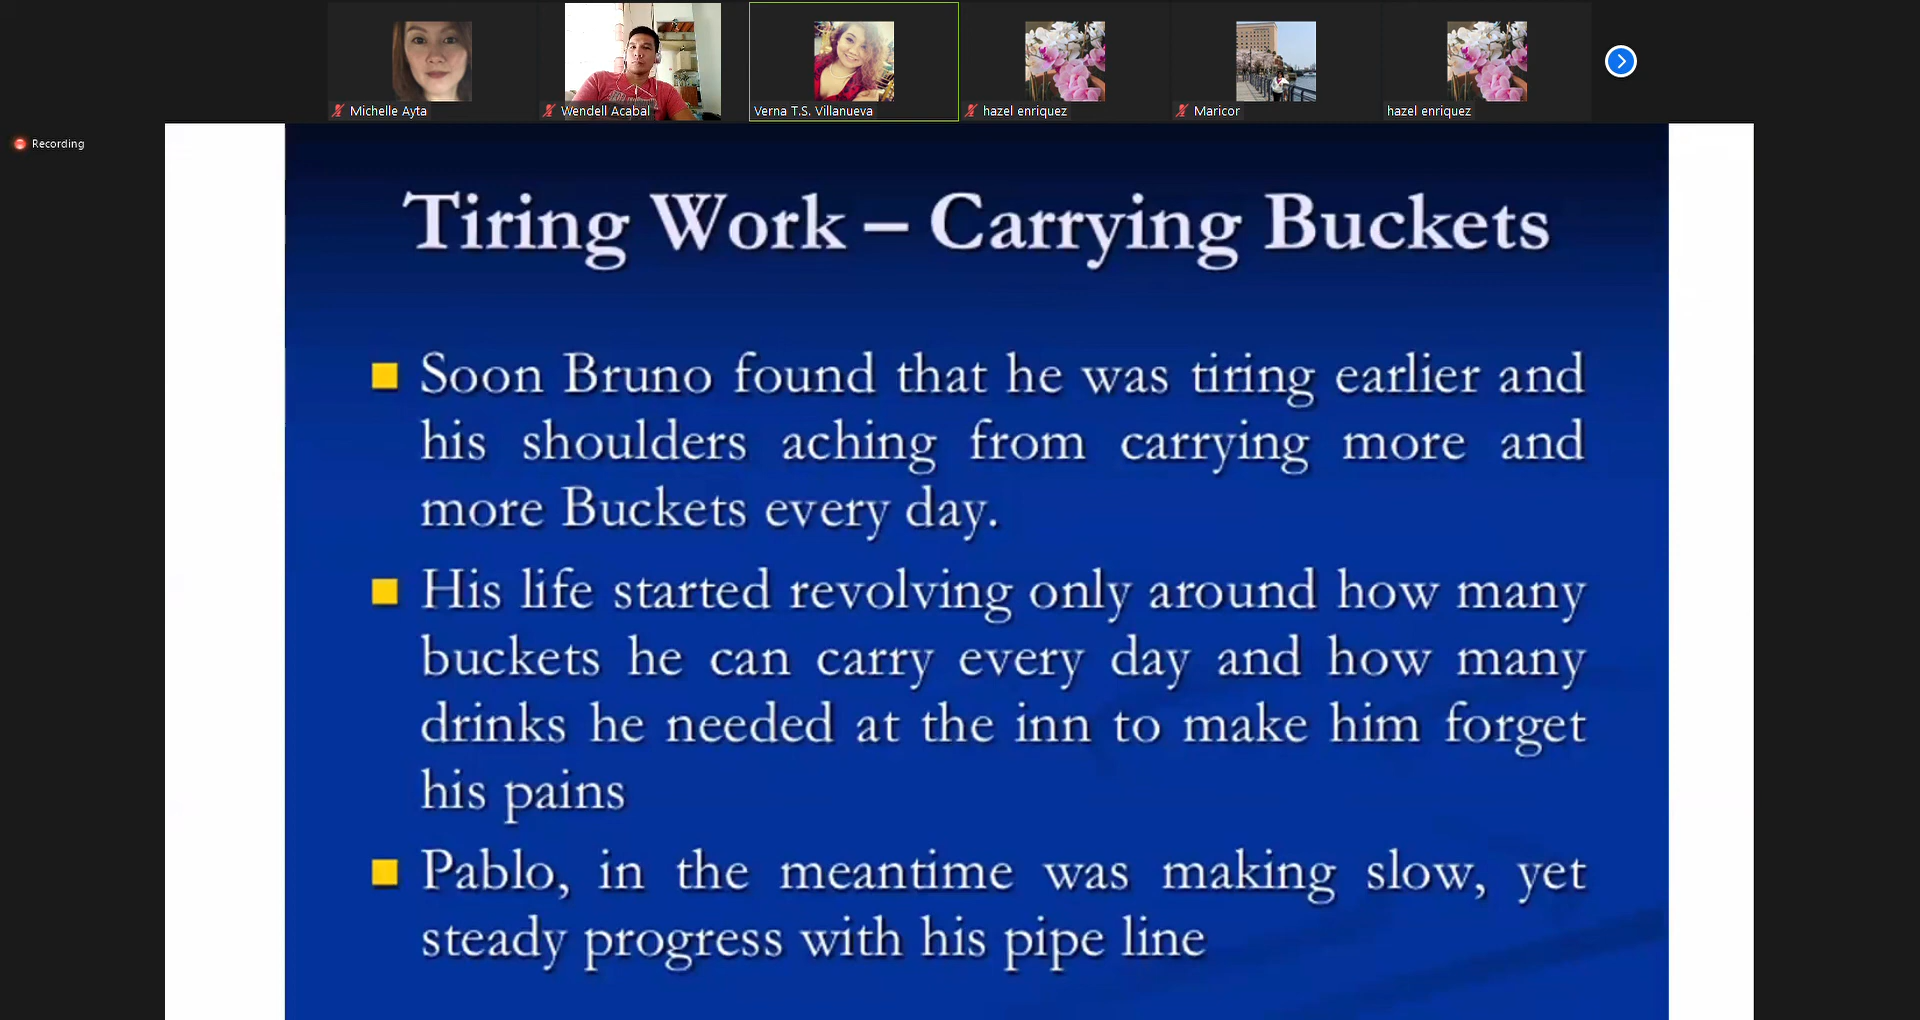 Michelle Ayta
Wendell Acabal
Verna T.S. Villanueva
hazel enriquez
Maricor
hazel enriquez
Recording
Tiring Work – Carrying Buckets
Soon Bruno found that he was tiring earlier and
his shoulders aching from carrying more and
more Buckets every day.
His life started revolving only around how many
buckets he can carry every day and how many
drinks he needed at the inn to make him forget
his pains
Pablo, in the meantime was making slow, yet
steady progress with his pipe line